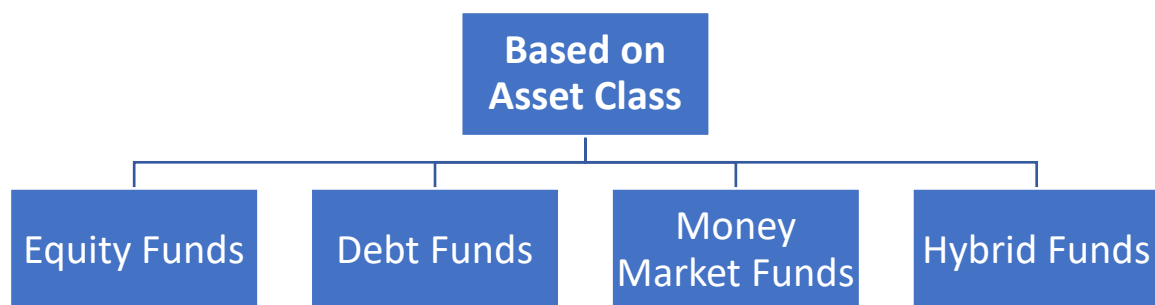 Based on
Asset Class
Equity Funds
Debt Funds
Money
Market Funds
Hybrid Funds